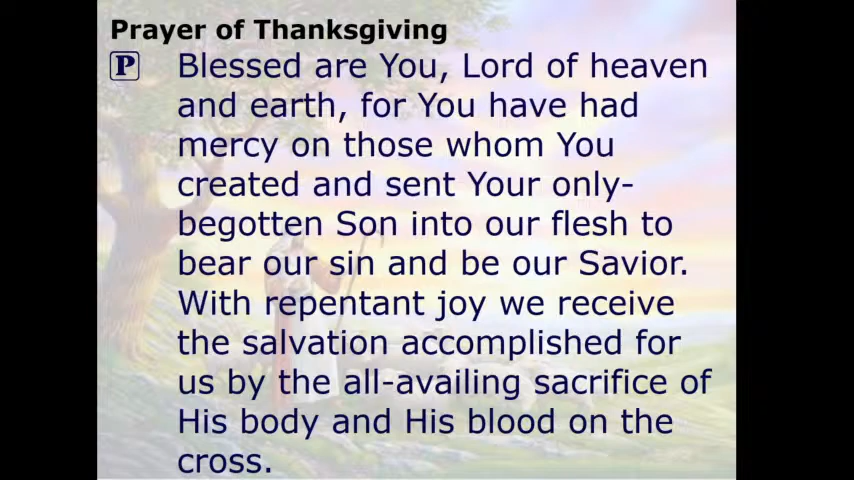 Prayer of Thanksgiving
P Blessed are You, Lord of heaven
and earth, for You have had
mercy on those whom You
created and sent Your only-
begotten Son into our flesh to
bear our sin and be our Savior.
With repentant joy we receive
the salvation accomplished for
us by the all-availing sacrifice of
His body and His blood on the
cross.